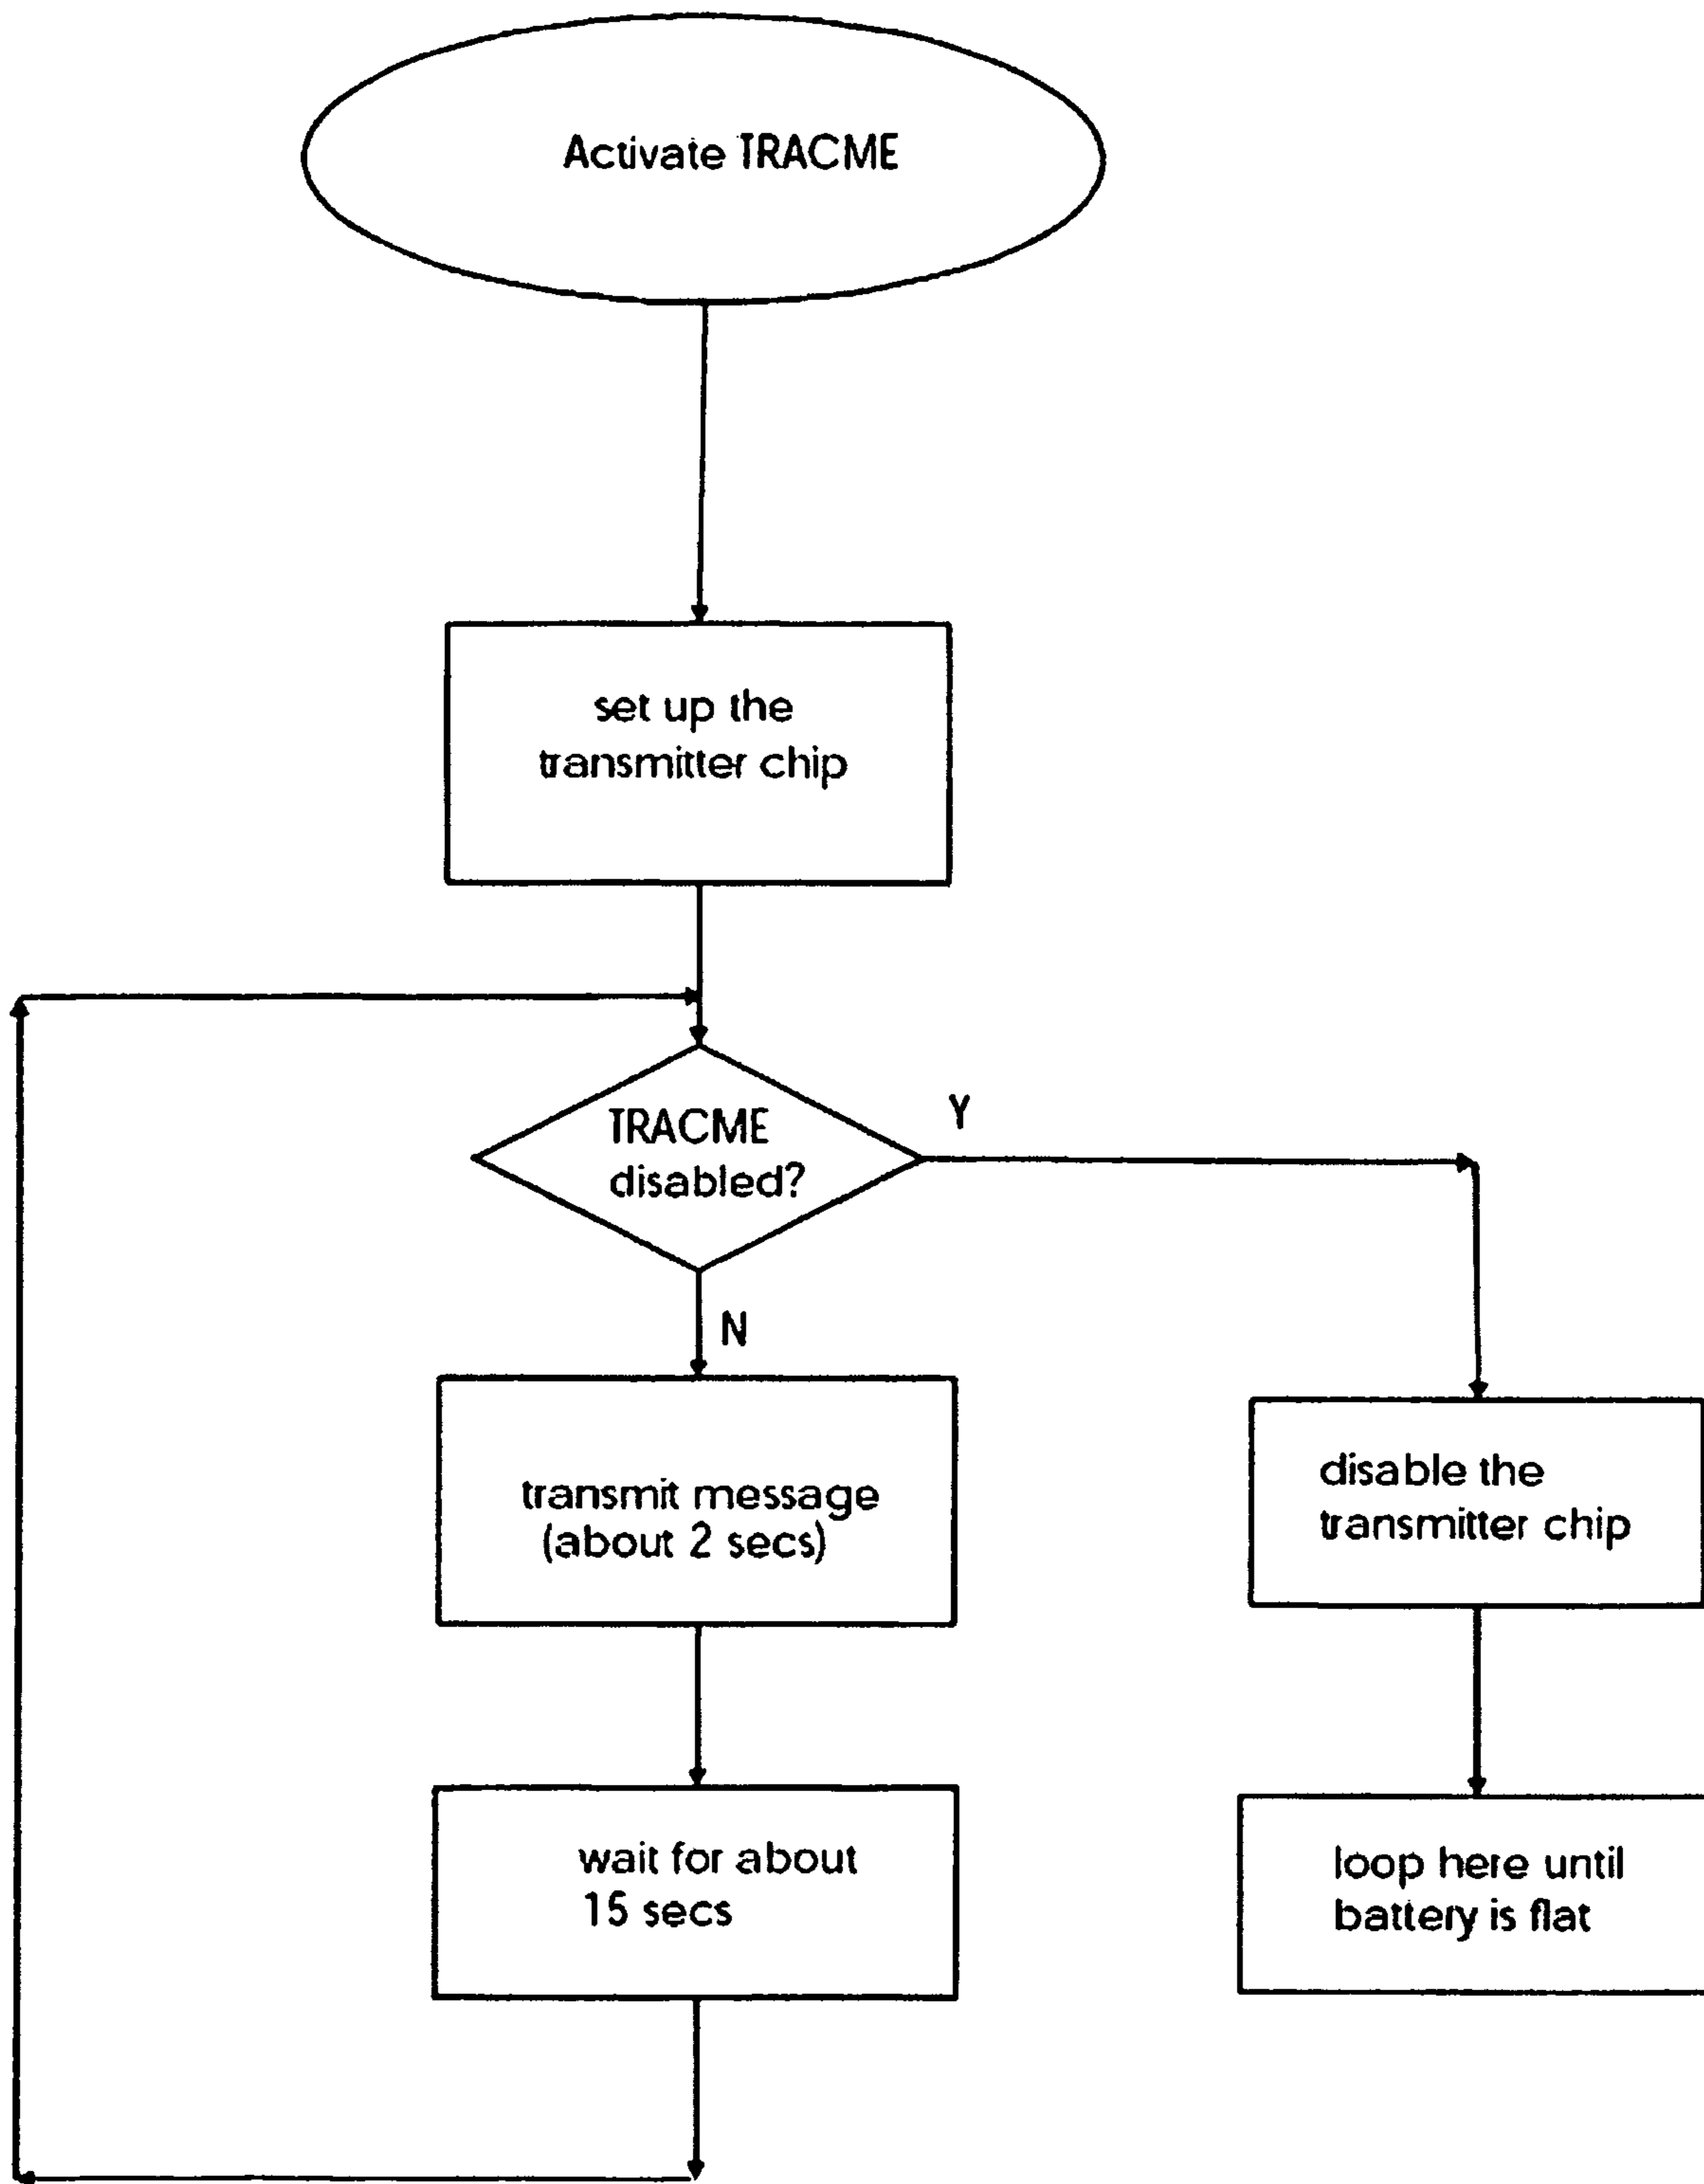 Activate TRACME
set up the
transmitter chip
TRACME
disabled?
Y
N
transmit message
(about 2 secs)
disable the
transmitter chip
wait for about
15 secs
loop here until
battery is flat